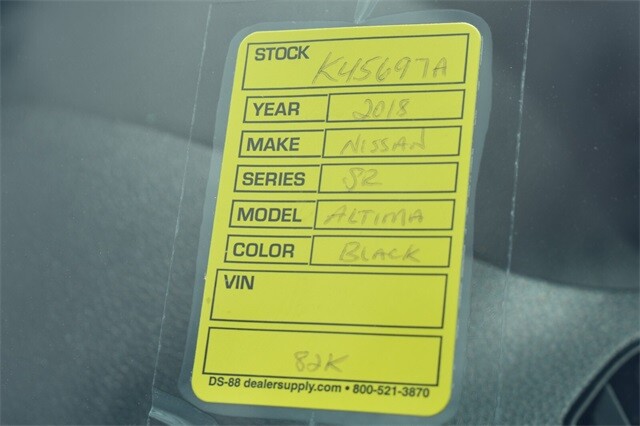 STOCK K45697A
YEAR 2018
MAKE NISSAN
SERIES SR
MODEL ALTIMA
COLOR BLACK
VIN
82K
DS-88 dealersupply.com • 800-521-3870